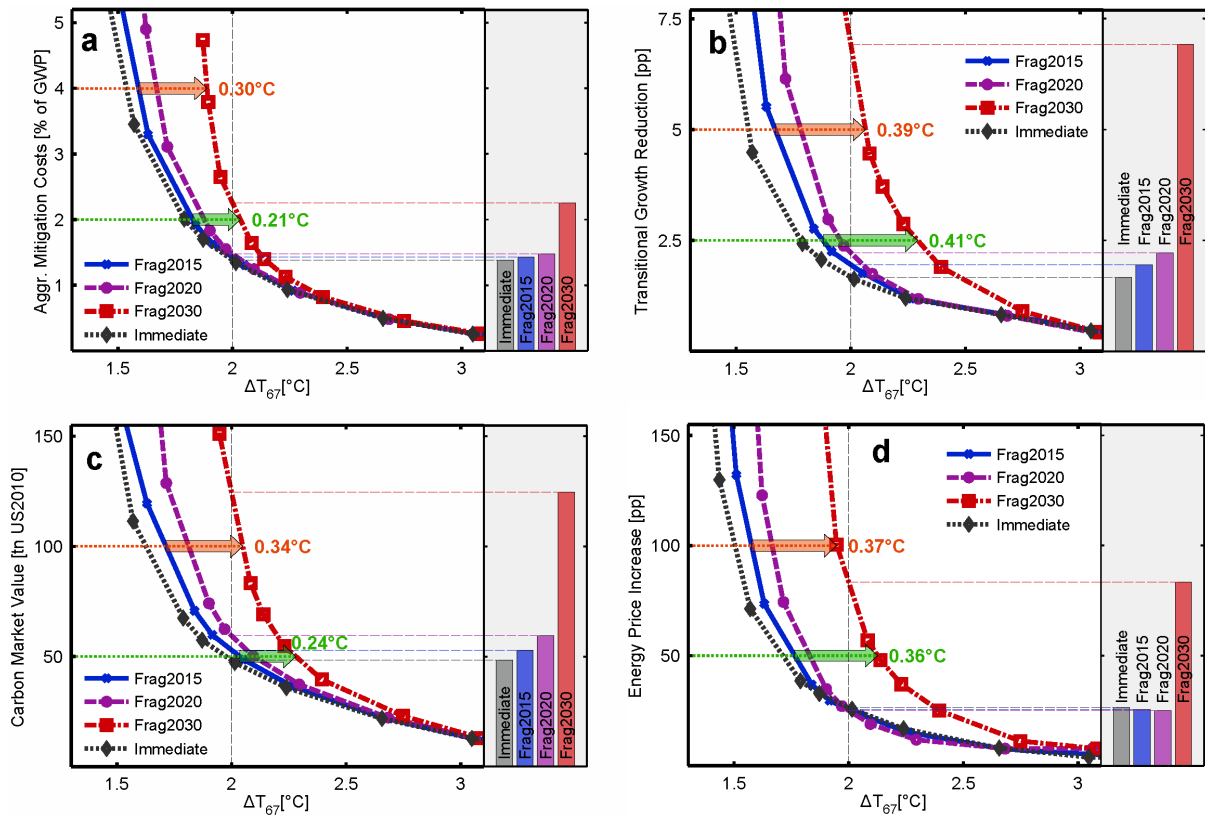 a
Aggr. Mitigation Costs [% of GWP]
5
4
3
2
1
0.30°C
0.21°C
Frag2015
Frag2020
Frag2030
Immediate
1.5
2
2.5
3
ΔT67[°C]
Immediate
Frag2015
Frag2020
Frag2030
b
Transitional Growth Reduction [pp]
7.5
5
2.5
Frag2015
Frag2020
Frag2030
Immediate
0.39°C
0.41°C
1.5
2
2.5
3
ΔT67[°C]
Immediate
Frag2015
Frag2020
Frag2030
c
Carbon Market Value [tn US2010]
150
100
50
0.34°C
0.24°C
Frag2015
Frag2020
Frag2030
Immediate
1.5
2
2.5
3
ΔT67[°C]
Immediate
Frag2015
Frag2020
Frag2030
d
Energy Price Increase [pp]
150
100
50
Frag2015
Frag2020
Frag2030
Immediate
0.37°C
0.36°C
1.5
2
2.5
3
ΔT67[°C]
Immediate
Frag2015
Frag2020
Frag2030